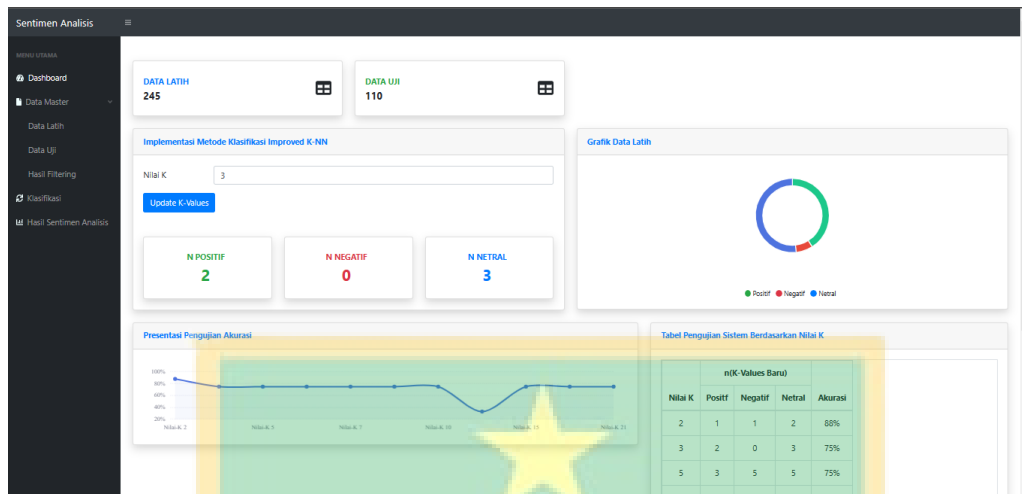 Sentimen Analisis
MENU UTAMA
Dashboard
Data Master
Data Latih
Data Uji
Hasil Filtering
Klasifikasi
Hasil Sentimen Analisis
DATA LATIH
245
DATA UJI
110
Implementasi Metode Klasifikasi Improved K-NN
Nilai K 3
Update K-Values
N POSITIF
2
N NEGATIF
0
N NETRAL
3
Grafik Data Latih
Positif Negatif Netral
Presentasi Pengujian Akurasi
100%
80%
60%
40%
20%
Nilai-K 2 Nilai-K 5 Nilai-K 7 Nilai-K 10 Nilai-K 15 Nilai-K 21
Tabel Pengujian Sistem Berdasarkan Nilai K
n(K-Values Baru)
Nilai K Positf Negatif Netral Akurasi
2 1 1 2 88%
3 2 0 3 75%
5 3 5 5 75%